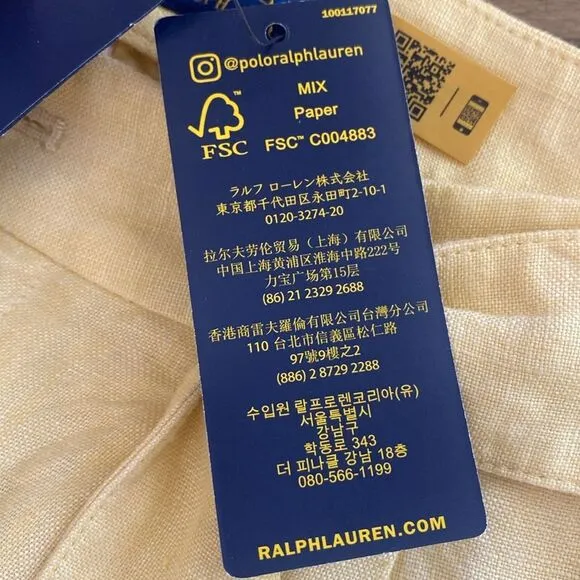 100117077
@poloralphlauren
FSC™
MIX
Paper
FSC™ C004883
ラルフ ローレン株式会社
東京都千代田区永田町2-10-1
0120-3274-20
拉尔夫劳伦贸易（上海）有限公司
中国上海黄浦区淮海中路222号
力宝广场第15层
(86) 21 2329 2688
香港商雷夫羅倫有限公司台灣分公司
110 台北市信義區松仁路
97號9樓之2
(886) 2 8729 2288
수입원 랄프로렌코리아(유)
서울특별시
강남구
학동로 343
더 피나클 강남 18층
080-566-1199
RALPHLAUREN.COM